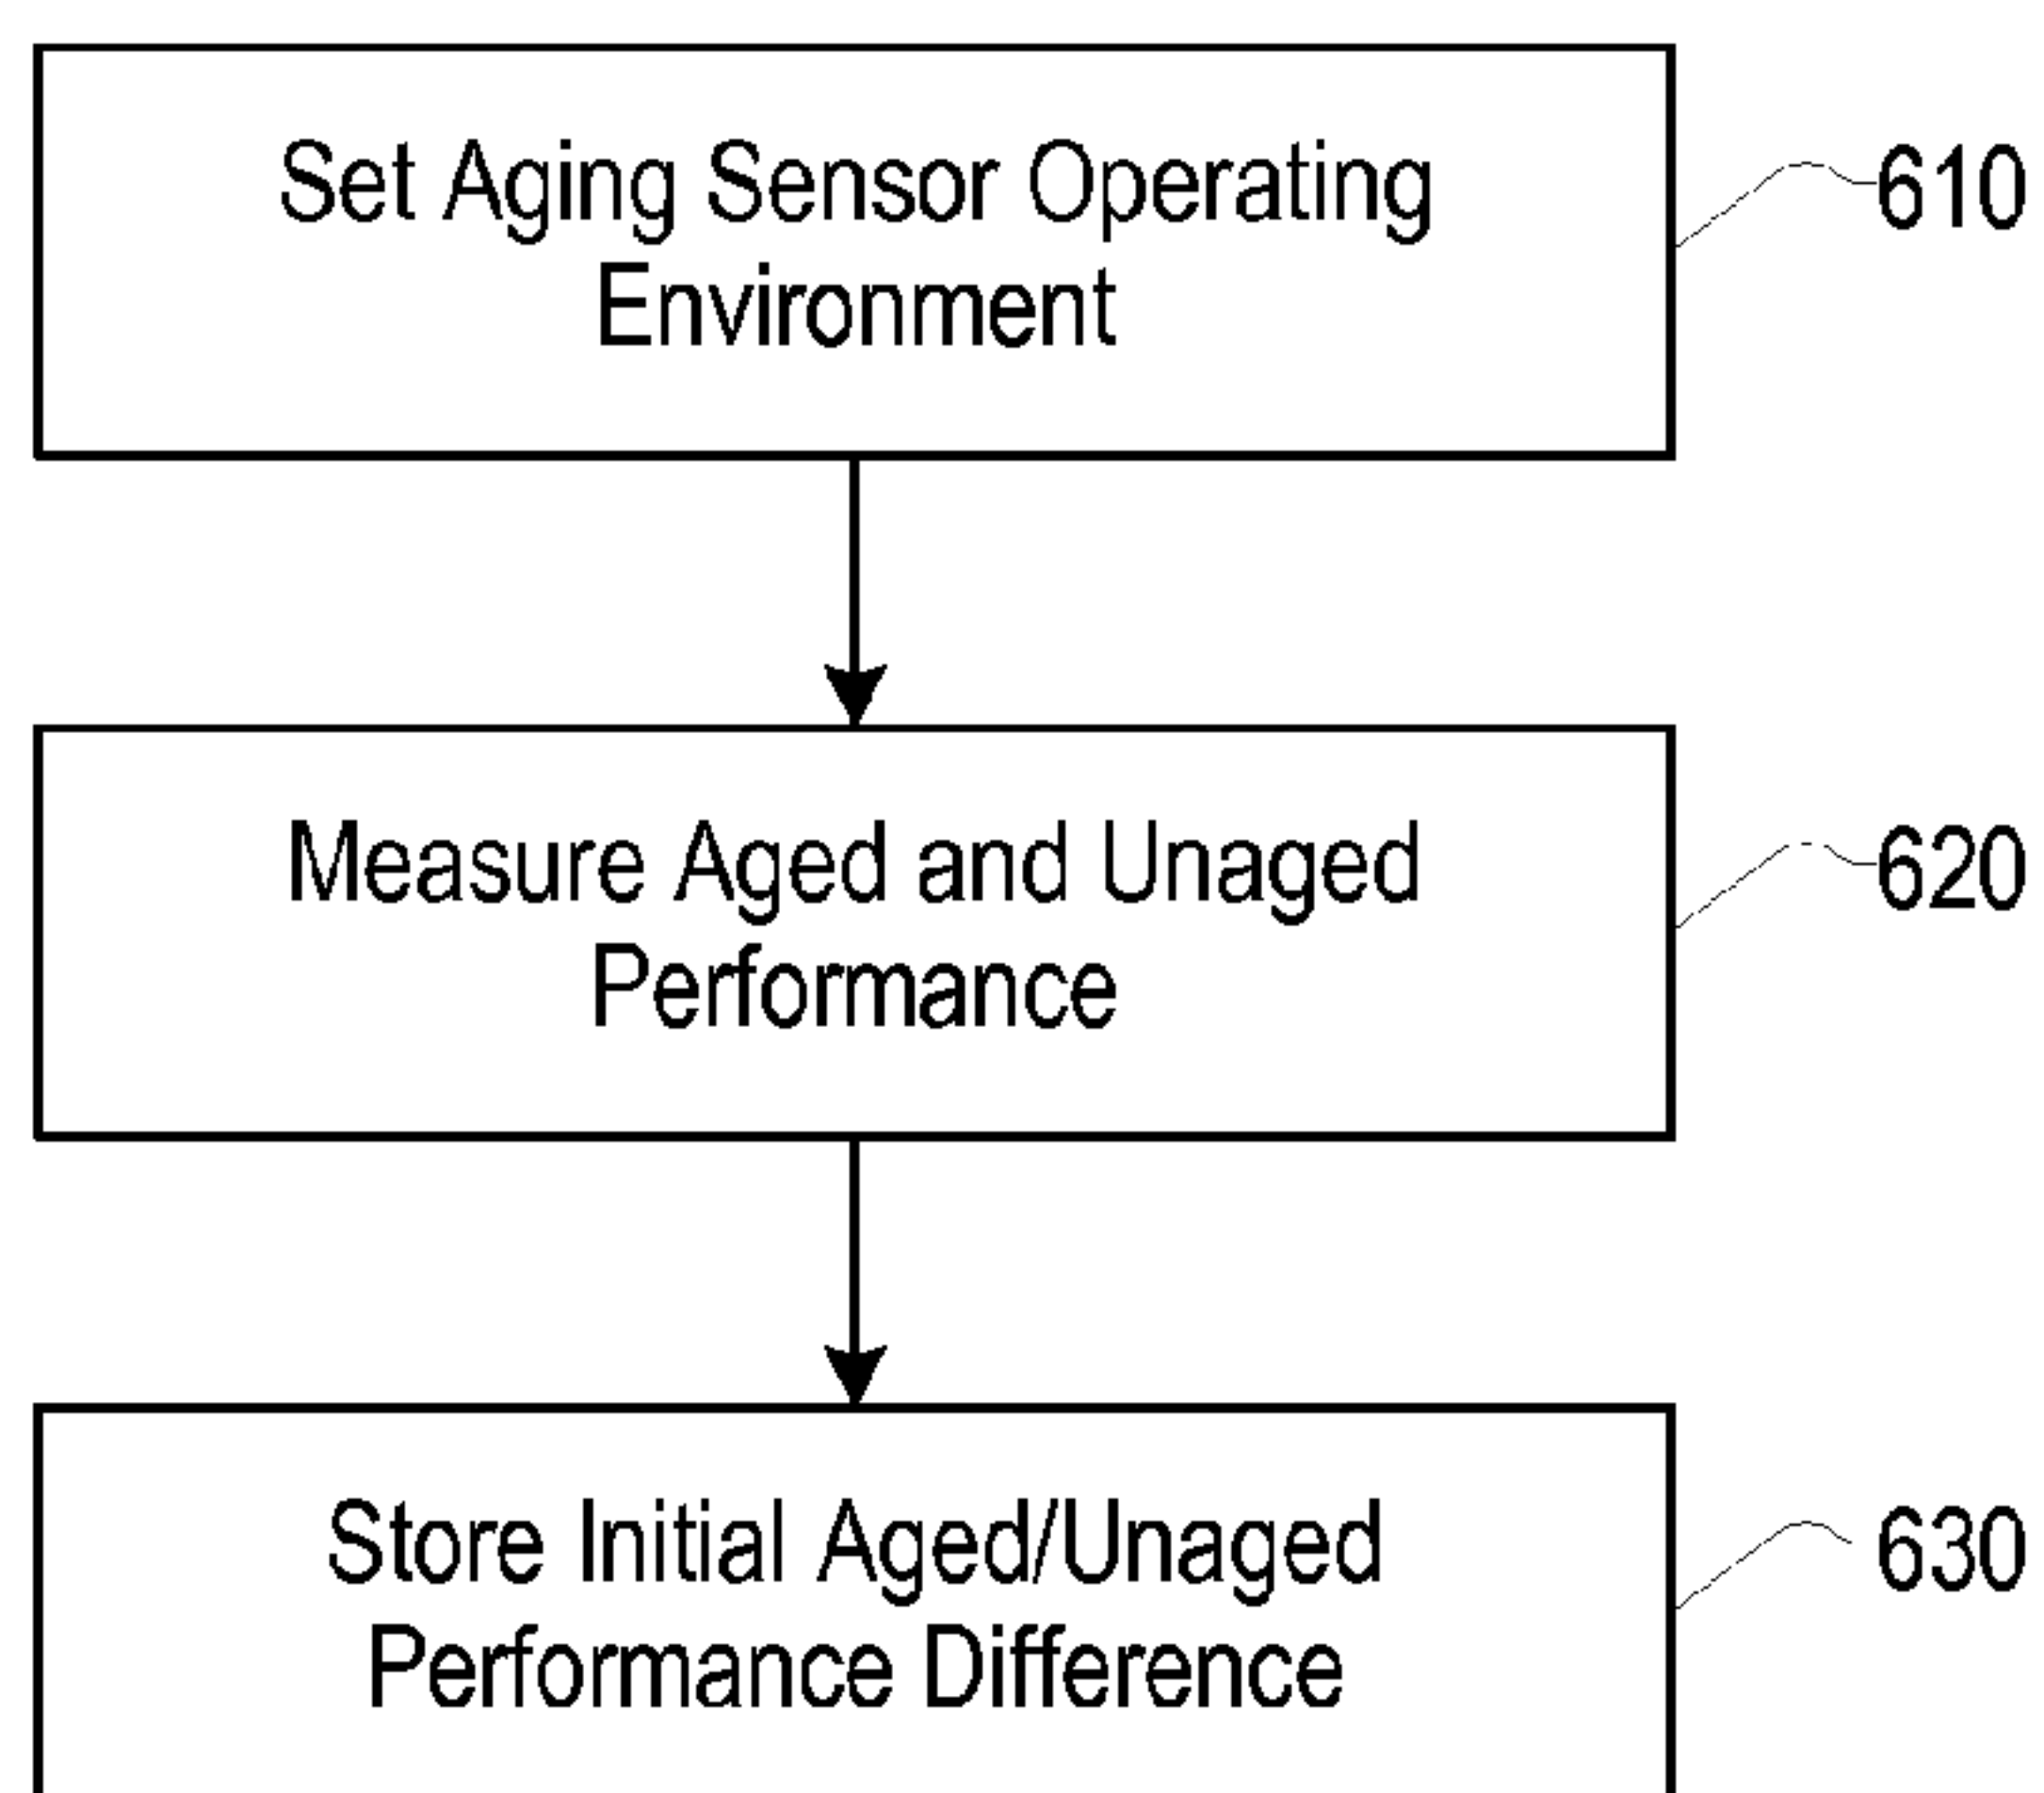 Set Aging Sensor Operating
Environment
610
Measure Aged and Unaged
Performance
620
Store Initial Aged/Unaged
Performance Difference
630